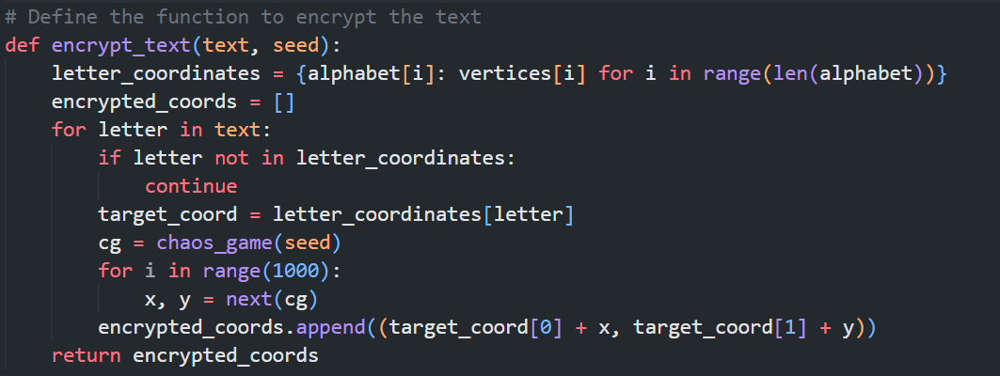 # Define the function to encrypt the text
def encrypt_text(text, seed):
    letter_coordinates = {alphabet[i]: vertices[i] for i in range(len(alphabet))}
    encrypted_coords = []
    for letter in text:
        if letter not in letter_coordinates:
            continue
        target_coord = letter_coordinates[letter]
        cg = chaos_game(seed)
        for i in range(1000):
            x, y = next(cg)
        encrypted_coords.append((target_coord[0] + x, target_coord[1] + y))
    return encrypted_coords